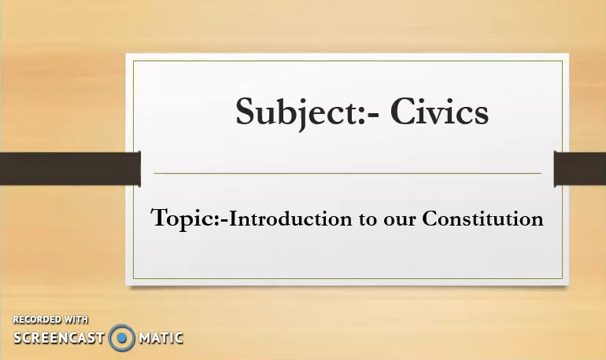 Subject:- Civics
Topic:-Introduction to our Constitution
RECORDED WITH
SCREENCAST MATIC